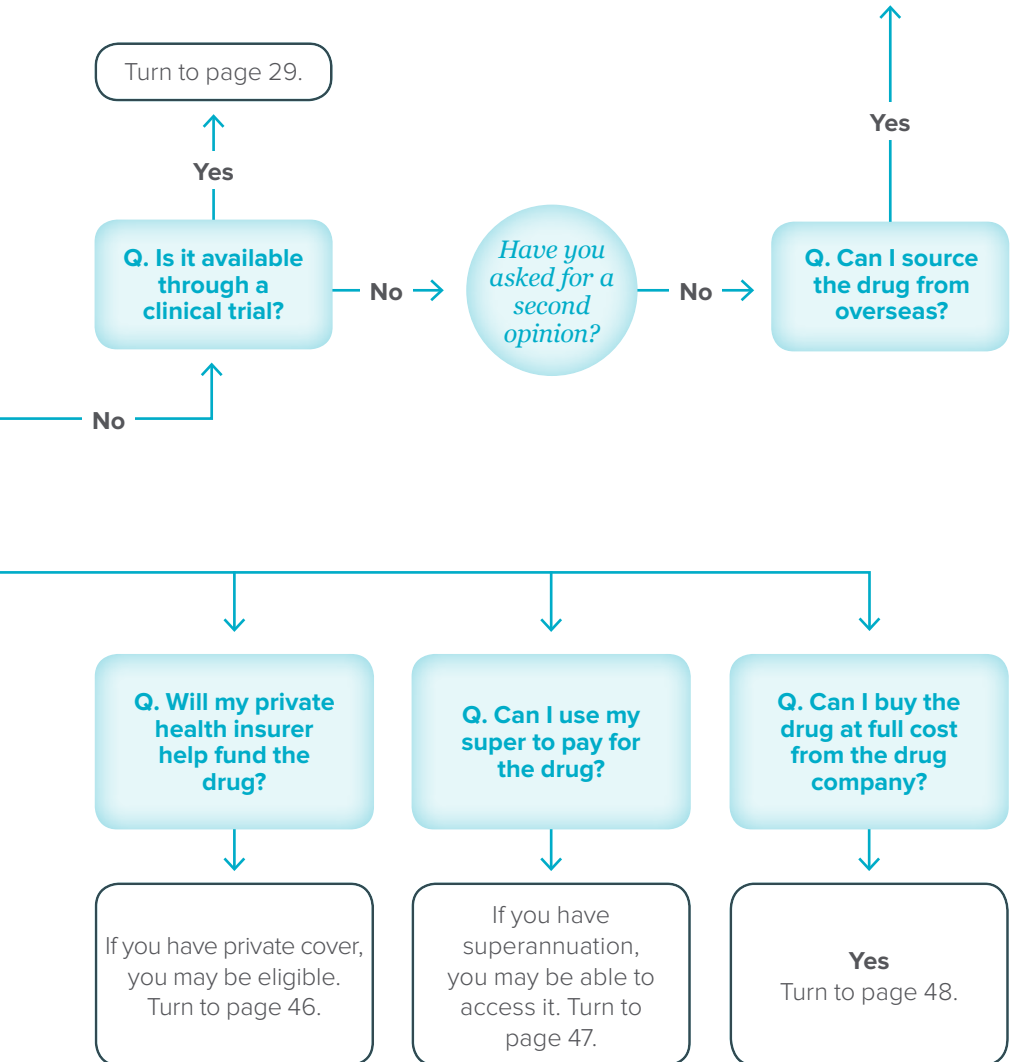 Turn to page 29.
Yes
Yes
Q. Is it available
through a
clinical trial?
No
Have you
asked for a
second
opinion?
No
Q. Can I source
the drug from
overseas?
No
Q. Will my private
health insurer
help fund the
drug?
Q. Can I use my
super to pay for
the drug?
Q. Can I buy the
drug at full cost
from the drug
company?
If you have private cover,
you may be eligible.
Turn to page 46.
If you have
superannuation,
you may be able to
access it. Turn to
page 47.
Yes
Turn to page 48.